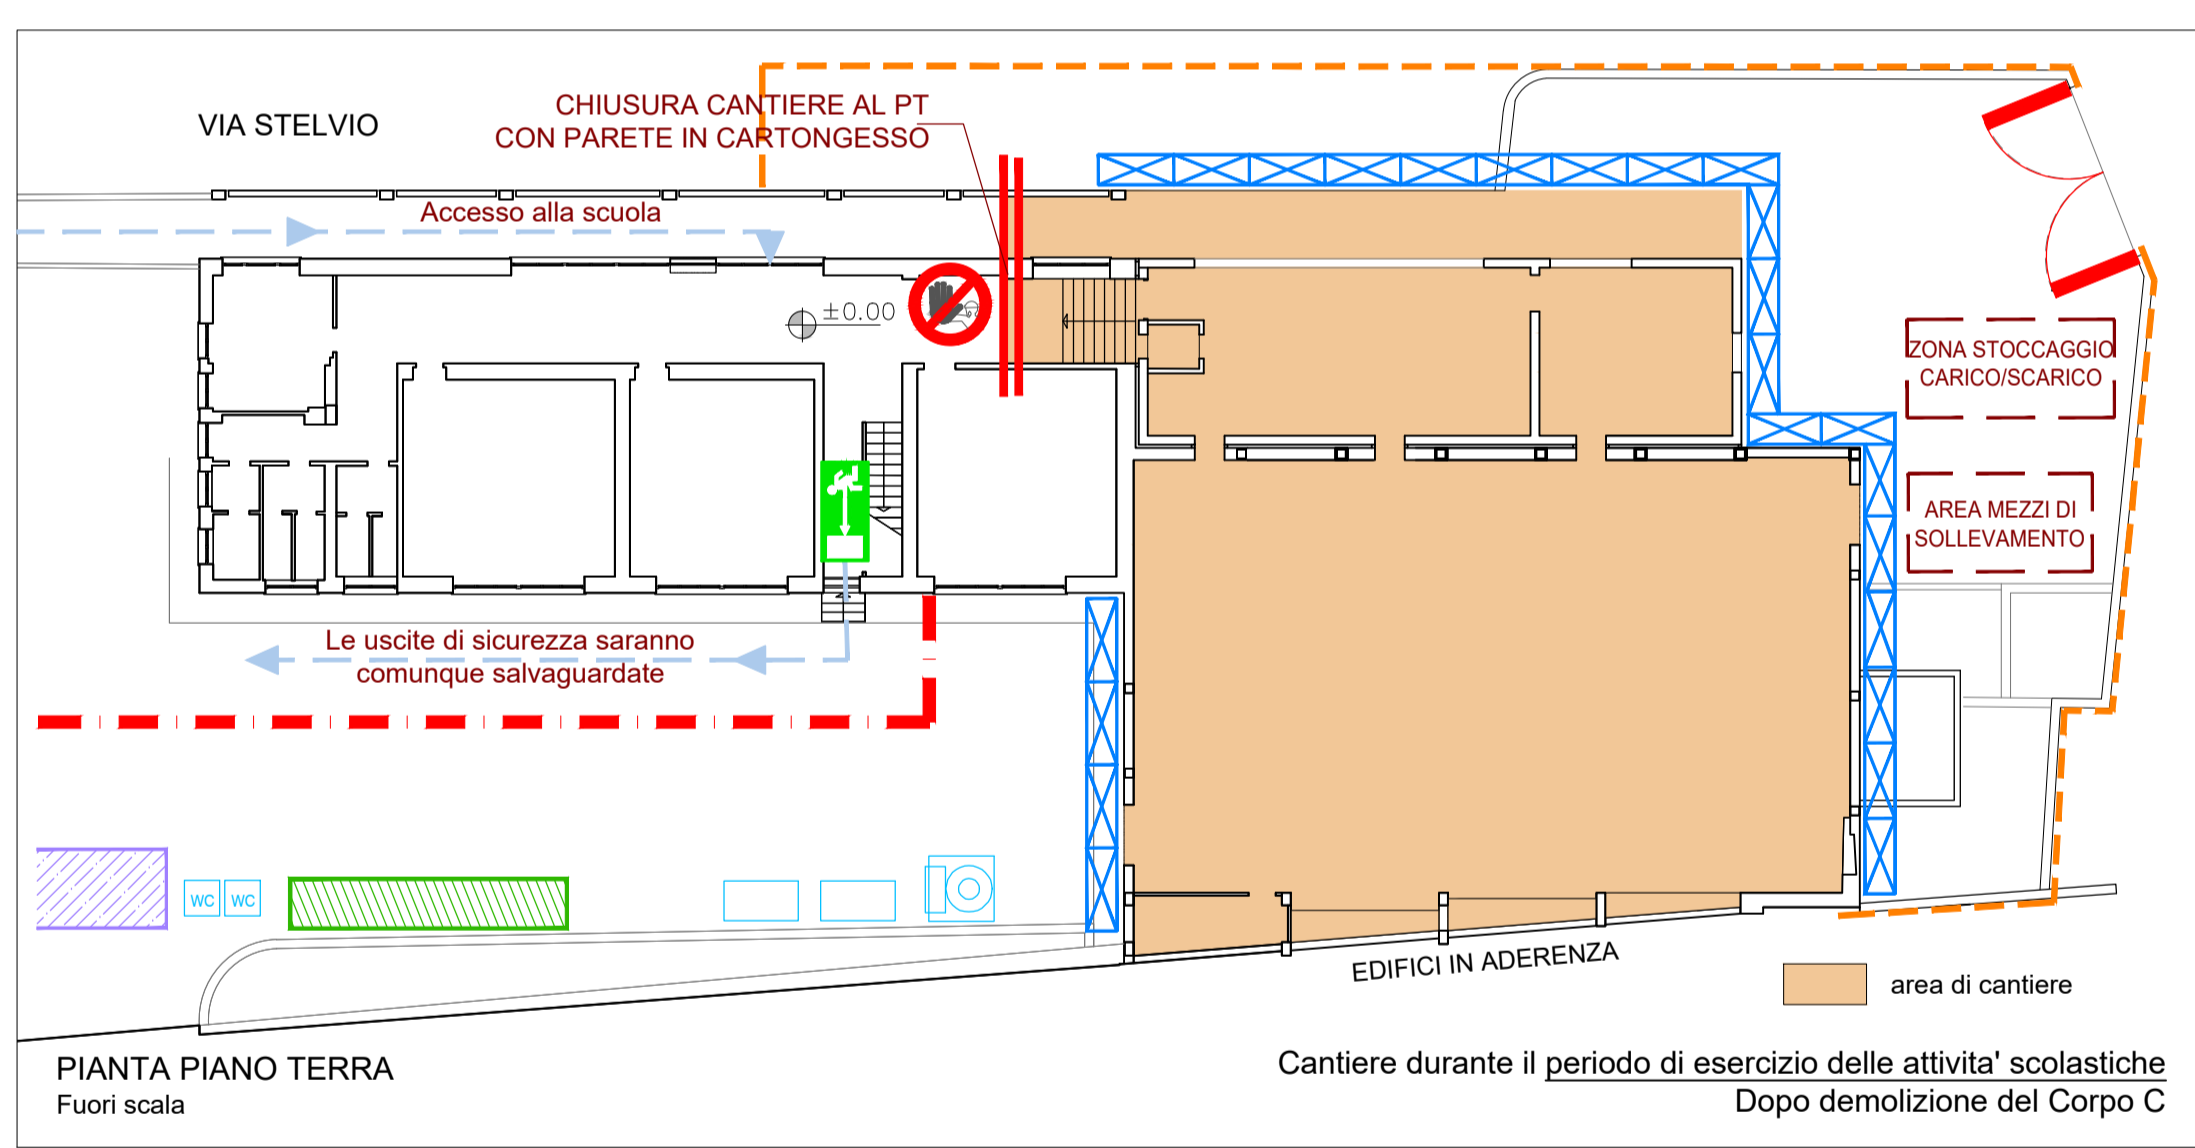 VIA STELVIO
CHIUSURA CANTIERE AL PT
CON PARETE IN CARTONGESSO
Accesso alla scuola
±0.00
ZONA STOCCAGGIO
CARICO/SCARICO
AREA MEZZI DI
SOLLEVAMENTO
Le uscite di sicurezza saranno
comunque salvaguardate
WC
WC
EDIFICI IN ADERENZA
area di cantiere
PIANTA PIANO TERRA
Fuori scala
Cantiere durante il periodo di esercizio delle attivita' scolastiche
Dopo demolizione del Corpo C